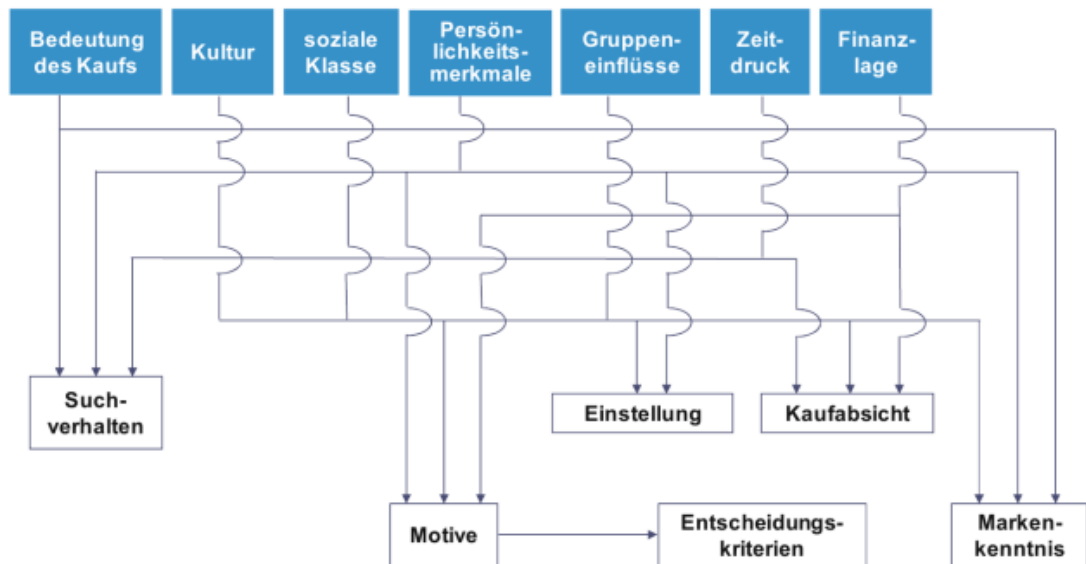 Bedeutung
des Kaufs
Kultur
soziale
Klasse
Persön-
lichkeits-
merkmale
Gruppen-
einflüsse
Zeit-
druck
Finanz-
lage
Such-
verhalten
Einstellung
Kaufabsicht
Motive
Entscheidungs-
kriterien
Marken-
kenntnis